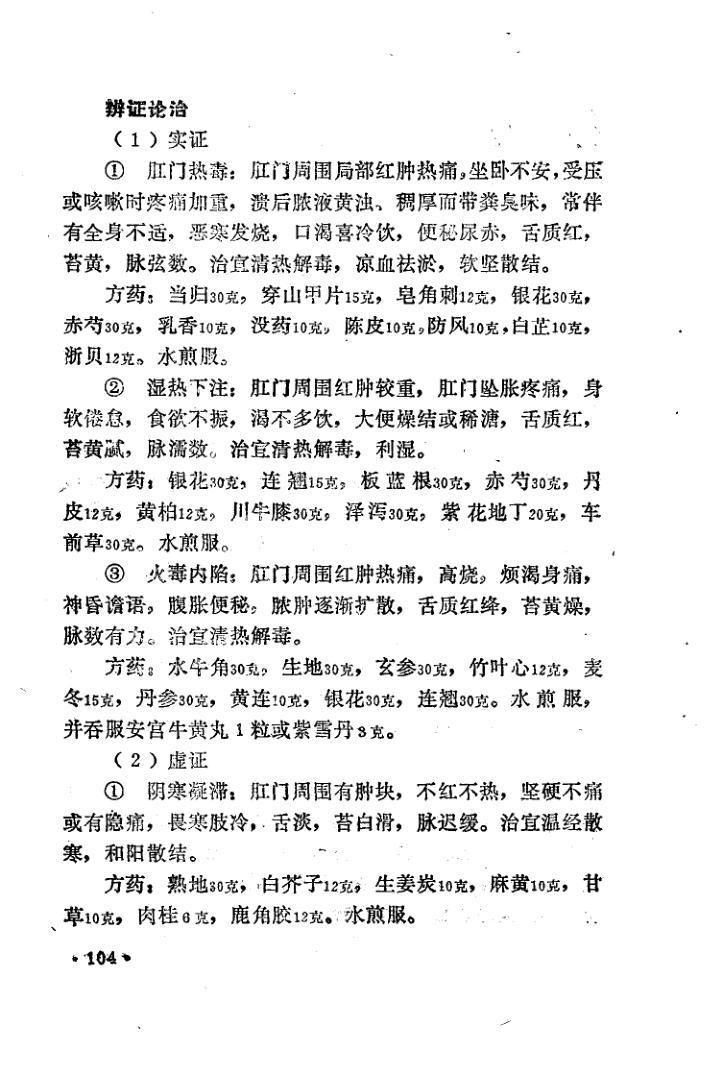 辨证论治
（1）实证
① 肛门热毒：肛门周围局部红肿热痛，坐卧不安，受压
或咳嗽时疼痛加重，溃后脓液黄浊、稠厚而带粪臭味，常伴
有全身不适，恶寒发烧，口渴喜冷饮，便秘尿赤，舌质红，
苔黄，脉弦数。治宜清热解毒，凉血祛淤，软坚散结。
方药：当归30克，穿山甲片15克，皂角刺12克，银花30克，
赤芍30克，乳香10克，没药10克，陈皮10克，防风10克，白芷10克，
浙贝12克。水煎服。
② 湿热下注：肛门周围红肿较重，肛门坠胀疼痛，身
软倦怠，食欲不振，渴不多饮，大便燥结或稀溏，舌质红，
苔黄腻，脉濡数。治宜清热解毒，利湿。
方药：银花30克，连翘15克，板蓝根30克，赤芍30克，丹
皮12克，黄柏12克，川牛膝30克，泽泻30克，紫花地丁20克，车
前草30克。水煎服。
③ 火毒内陷：肛门周围红肿热痛，高烧，烦渴身痛，
神昏谵语，腹胀便秘，脓肿逐渐扩散，舌质红绛，苔黄燥，
脉数有力。治宜清热解毒。
方药：水牛角30克，生地30克，玄参30克，竹叶心12克，麦
冬15克，丹参30克，黄连10克，银花30克，连翘30克。水煎服，
并吞服安宫牛黄丸1粒或紫雪丹3克。
（2）虚证
① 阴寒凝滞：肛门周围有肿块，不红不热，坚硬不痛
或有隐痛，畏寒肢冷，舌淡，苔白滑，脉迟缓。治宜温经散
寒，和阳散结。
方药：熟地30克，白芥子12克，生姜炭10克，麻黄10克，甘
草10克，肉桂6克，鹿角胶12克。水煎服。
·104·